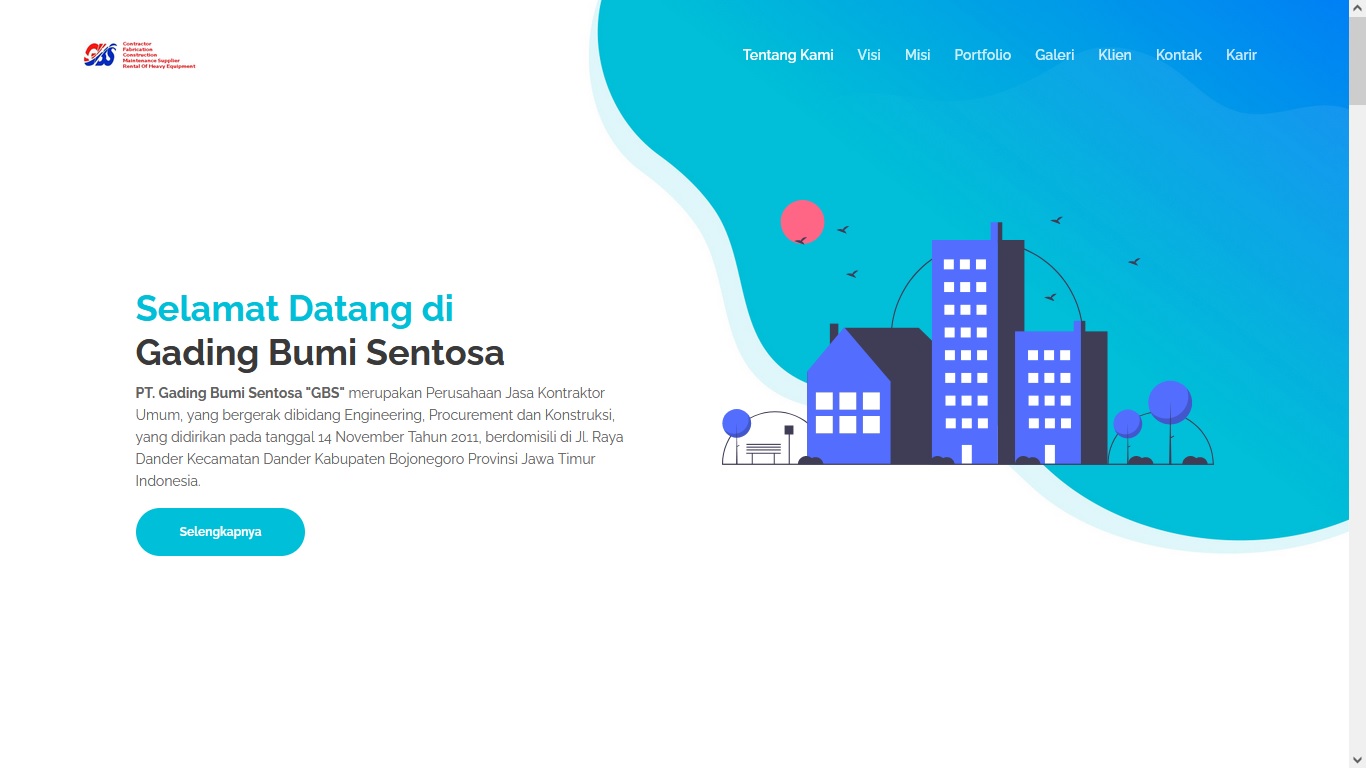 GBS
Contractor
Fabrication
Construction
Maintenance Supplier
Rental Of Heavy Equipment
Tentang Kami Visi Misi Portfolio Galeri Klien Kontak Karir
Selamat Datang di
Gading Bumi Sentosa
PT. Gading Bumi Sentosa "GBS" merupakan Perusahaan Jasa Kontraktor
Umum, yang bergerak dibidang Engineering, Procurement dan Konstruksi,
yang didirikan pada tanggal 14 November Tahun 2011, berdomisili di Jl. Raya
Dander Kecamatan Dander Kabupaten Bojonegoro Provinsi Jawa Timur
Indonesia.
Selengkapnya